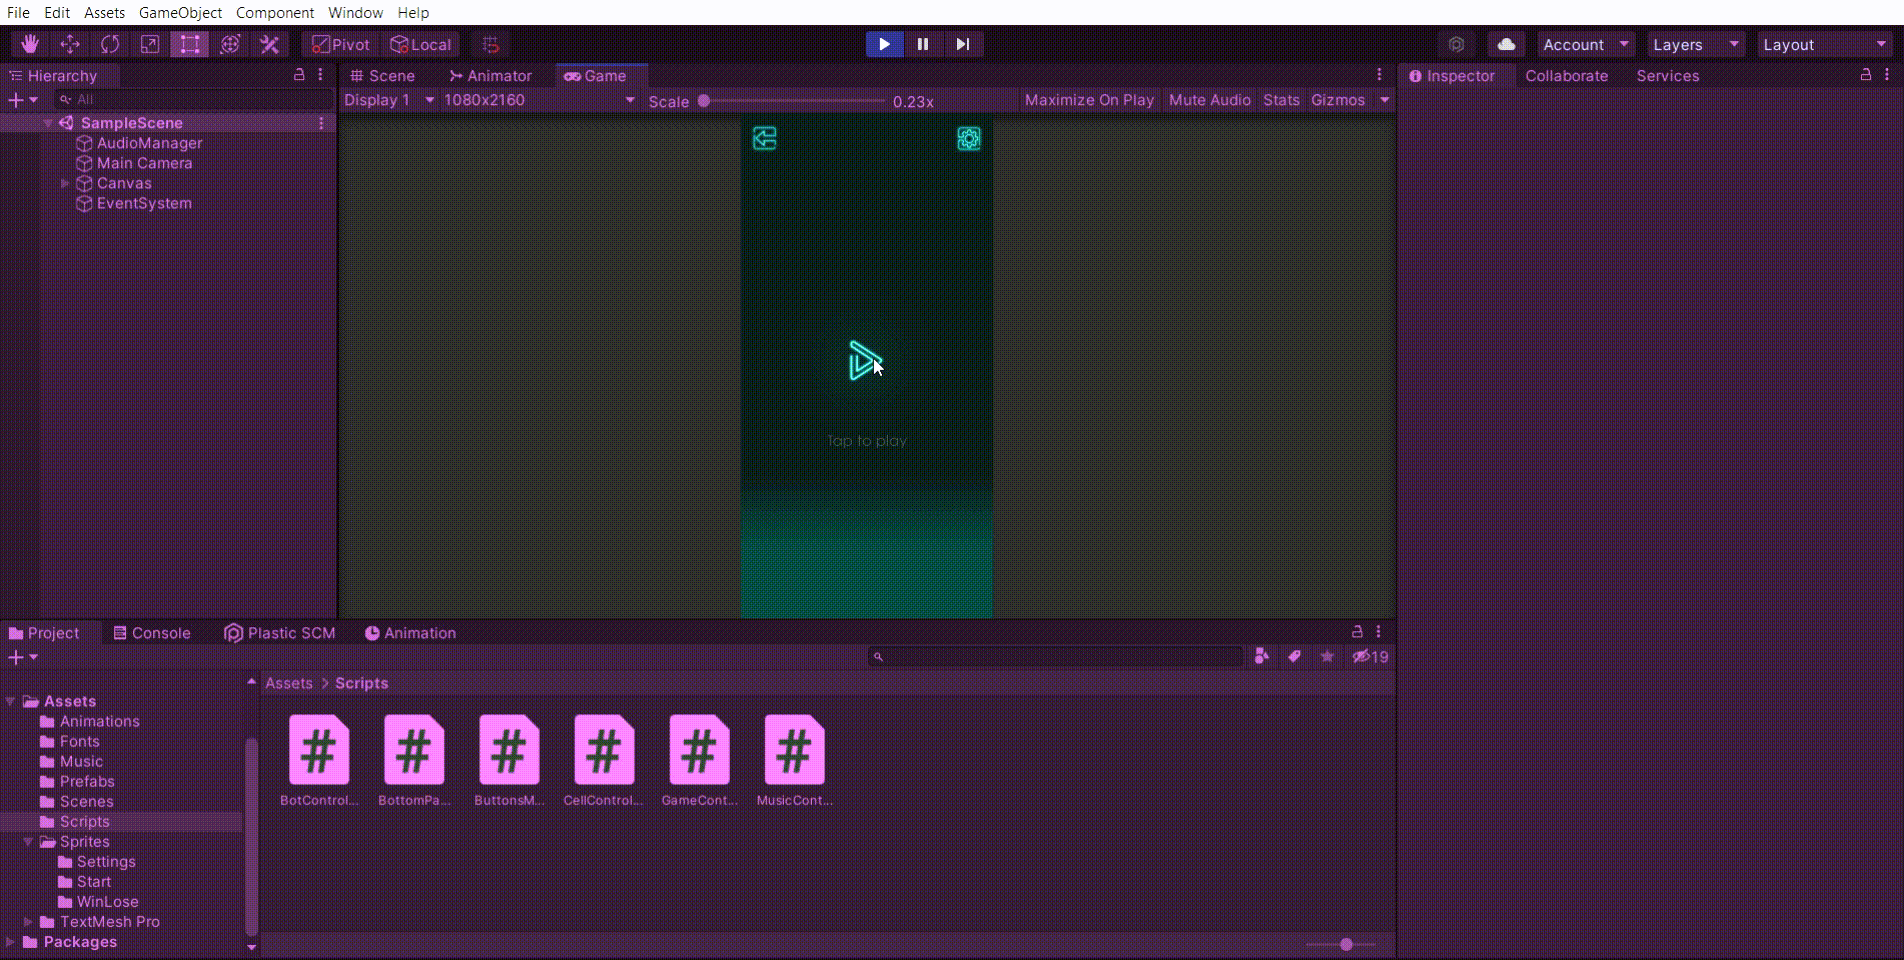 File Edit Assets GameObject Component Window Help
Pivot Local Account Layers Layout
Hierarchy Scene Animator Game Inspector Collaborate Services
All Display 1 1080x2160 Scale 0.23x Maximize On Play Mute Audio Stats Gizmos
SampleScene
AudioManager
Main Camera
Canvas
EventSystem
Tap to play
Project Console Plastic SCM Animation
19
Assets > Scripts
Assets
Animations
Fonts
Music
Prefabs
Scenes
Scripts
Sprites
Settings
Start
WinLose
TextMesh Pro
Packages
BotControl... BottomPa... ButtonsM... CellControl... GameCont... MusicCont...